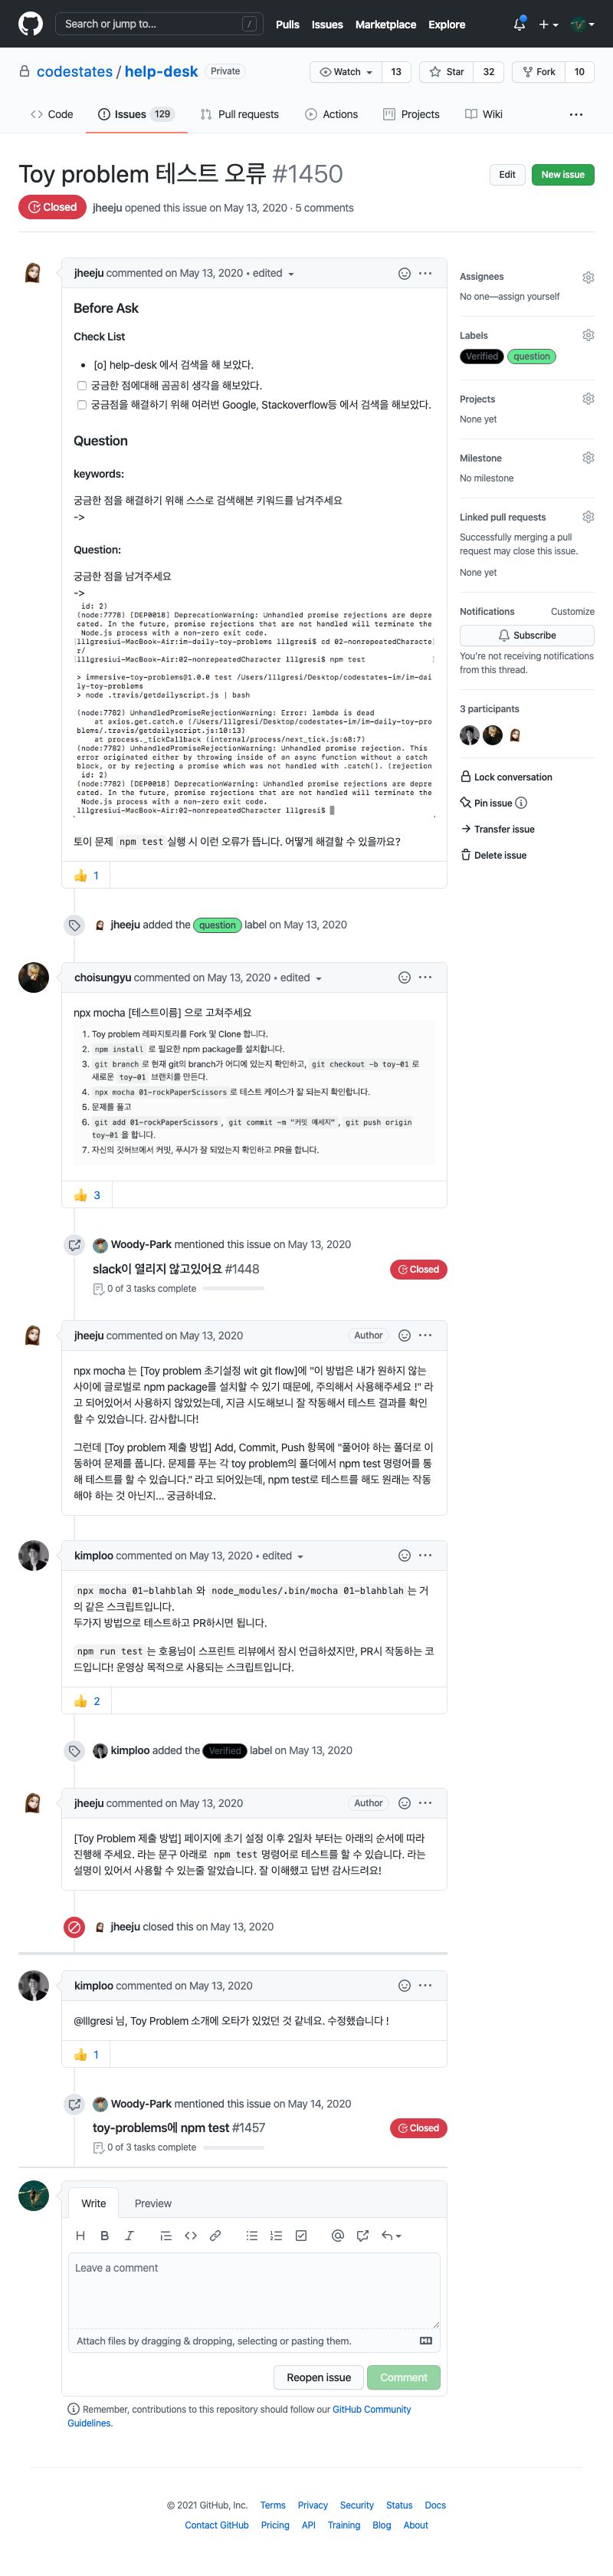 Search or jump to...
/
Pulls Issues Marketplace Explore
codestates / help-desk Private
Watch 13
Star 32
Fork 10
Code
Issues 129
Pull requests
Actions
Projects
Wiki
Toy problem 테스트 오류 #1450
Edit
New issue
Closed
jheeju opened this issue on May 13, 2020 · 5 comments
jheeju commented on May 13, 2020 • edited
Before Ask
Check List
• [o] help-desk 에서 검색을 해 보았다.
궁금한 점에대해 곰곰히 생각을 해보았다.
궁금점을 해결하기 위해 여러번 Google, Stackoverflow등 에서 검색을 해보았다.
Question
keywords:
궁금한 점을 해결하기 위해 스스로 검색해본 키워드를 남겨주세요
->
Question:
궁금한 점을 남겨주세요
->
id: 2)
(node:7778) [DEP0018] DeprecationWarning: Unhandled promise rejections are depre
cated. In the future, promise rejections that are not handled will terminate the
Node.js process with a non-zero exit code.
[lllgresiui-MacBook-Air:toy-problems lllgresi$ cd 02-nonrepeatedCharacte]
r/
[lllgresiui-MacBook-Air:02-nonrepeatedCharacter lllgresi$ npm test ]
> immersive-toy-problems@1.0.0 test /Users/lllgresi/Desktop/codestates-im/im-dai
ly-toy-problems
> node .travis/getdailyscript.js | bash
(node:7782) UnhandledPromiseRejectionWarning: Error: lambda is dead
at axios.get.catch.e (/Users/lllgresi/Desktop/codestates-im/im-daily-toy-pro
blems/.travis/getdailyscript.js:10:13)
at process._tickCallback (internal/process/next_tick.js:68:7)
(node:7782) UnhandledPromiseRejectionWarning: Unhandled promise rejection. This
error originated either by throwing inside of an async function without a catch
block, or by rejecting a promise which was not handled with .catch(). (rejection
id: 2)
(node:7782) [DEP0018] DeprecationWarning: Unhandled promise rejections are depre
cated. In the future, promise rejections that are not handled will terminate the
Node.js process with a non-zero exit code.
lllgresiui-MacBook-Air:02-nonrepeatedCharacter lllgresi$
토이 문제 npm test 실행 시 이런 오류가 뜹니다. 어떻게 해결할 수 있을까요?
👍 1
jheeju added the question label on May 13, 2020
choisungyu commented on May 13, 2020 • edited
npx mocha [테스트이름] 으로 고쳐주세요
1. Toy problem 레파지토리를 Fork 및 Clone 합니다.
2. npm install 로 필요한 npm package를 설치합니다.
3. git branch 로 현재 git의 branch가 어디에 있는지 확인하고, git checkout -b toy-01 로
새로운 toy-01 브랜치를 만든다.
4. npx mocha 01-rockPaperScissors 로 테스트 케이스가 잘 되는지 확인합니다.
5. 문제를 풀고
6. git add 01-rockPaperScissors , git commit -m "커밋 메세지" , git push origin
toy-01 을 합니다.
7. 자신의 깃허브에서 커밋, 푸시가 잘 되었는지 확인하고 PR을 합니다.
👍 3
Woody-Park mentioned this issue on May 13, 2020
slack이 열리지 않고있어요 #1448
Closed
0 of 3 tasks complete
jheeju commented on May 13, 2020
Author
npx mocha 는 [Toy problem 초기설정 wit git flow]에 "이 방법은 내가 원하지 않는
사이에 글로벌로 npm package를 설치할 수 있기 때문에, 주의해서 사용해주세요 !" 라
고 되어있어서 사용하지 않았었는데, 지금 시도해보니 잘 작동해서 테스트 결과를 확인
할 수 있었습니다. 감사합니다!
그런데 [Toy problem 제출 방법] Add, Commit, Push 항목에 "풀어야 하는 폴더로 이
동하여 문제를 풉니다. 문제를 푸는 각 toy problem의 폴더에서 npm test 명령어를 통
해 테스트를 할 수 있습니다." 라고 되어있는데, npm test로 테스트를 해도 원래는 작동
해야 하는 것 아닌지... 궁금하네요.
kimploo commented on May 13, 2020 • edited
npx mocha 01-blahblah 와 node_modules/.bin/mocha 01-blahblah 는 거
의 같은 스크립트입니다.
두가지 방법으로 테스트하고 PR하시면 됩니다.
npm run test 는 호용님이 스프린트 리뷰에서 잠시 언급하셨지만, PR시 작동하는 코
드입니다! 운영상 목적으로 사용되는 스크립트입니다.
👍 2
kimploo added the Verified label on May 13, 2020
jheeju commented on May 13, 2020
Author
[Toy Problem 제출 방법] 페이지에 초기 설정 이후 2일차 부터는 아래의 순서에 따라
진행해 주세요. 라는 문구 아래로 npm test 명령어로 테스트를 할 수 있습니다. 라는
설명이 있어서 사용할 수 있는줄 알았습니다. 잘 이해했고 답변 감사드려요!
jheeju closed this on May 13, 2020
kimploo commented on May 13, 2020
@lllgresi 님, Toy Problem 소개에 오타가 있었던 것 같네요. 수정했습니다 !
👍 1
Woody-Park mentioned this issue on May 14, 2020
toy-problems에 npm test #1457
Closed
0 of 3 tasks complete
Write Preview
Leave a comment
Attach files by dragging & dropping, selecting or pasting them.
Reopen issue
Comment
Remember, contributions to this repository should follow our GitHub Community
Guidelines.
Assignees
No one—assign yourself
Labels
Verified question
Projects
None yet
Milestone
No milestone
Linked pull requests
Successfully merging a pull
request may close this issue.
None yet
Notifications Customize
Subscribe
You're not receiving notifications
from this thread.
3 participants
Lock conversation
Pin issue
Transfer issue
Delete issue
© 2021 GitHub, Inc. Terms Privacy Security Status Docs
Contact GitHub Pricing API Training Blog About